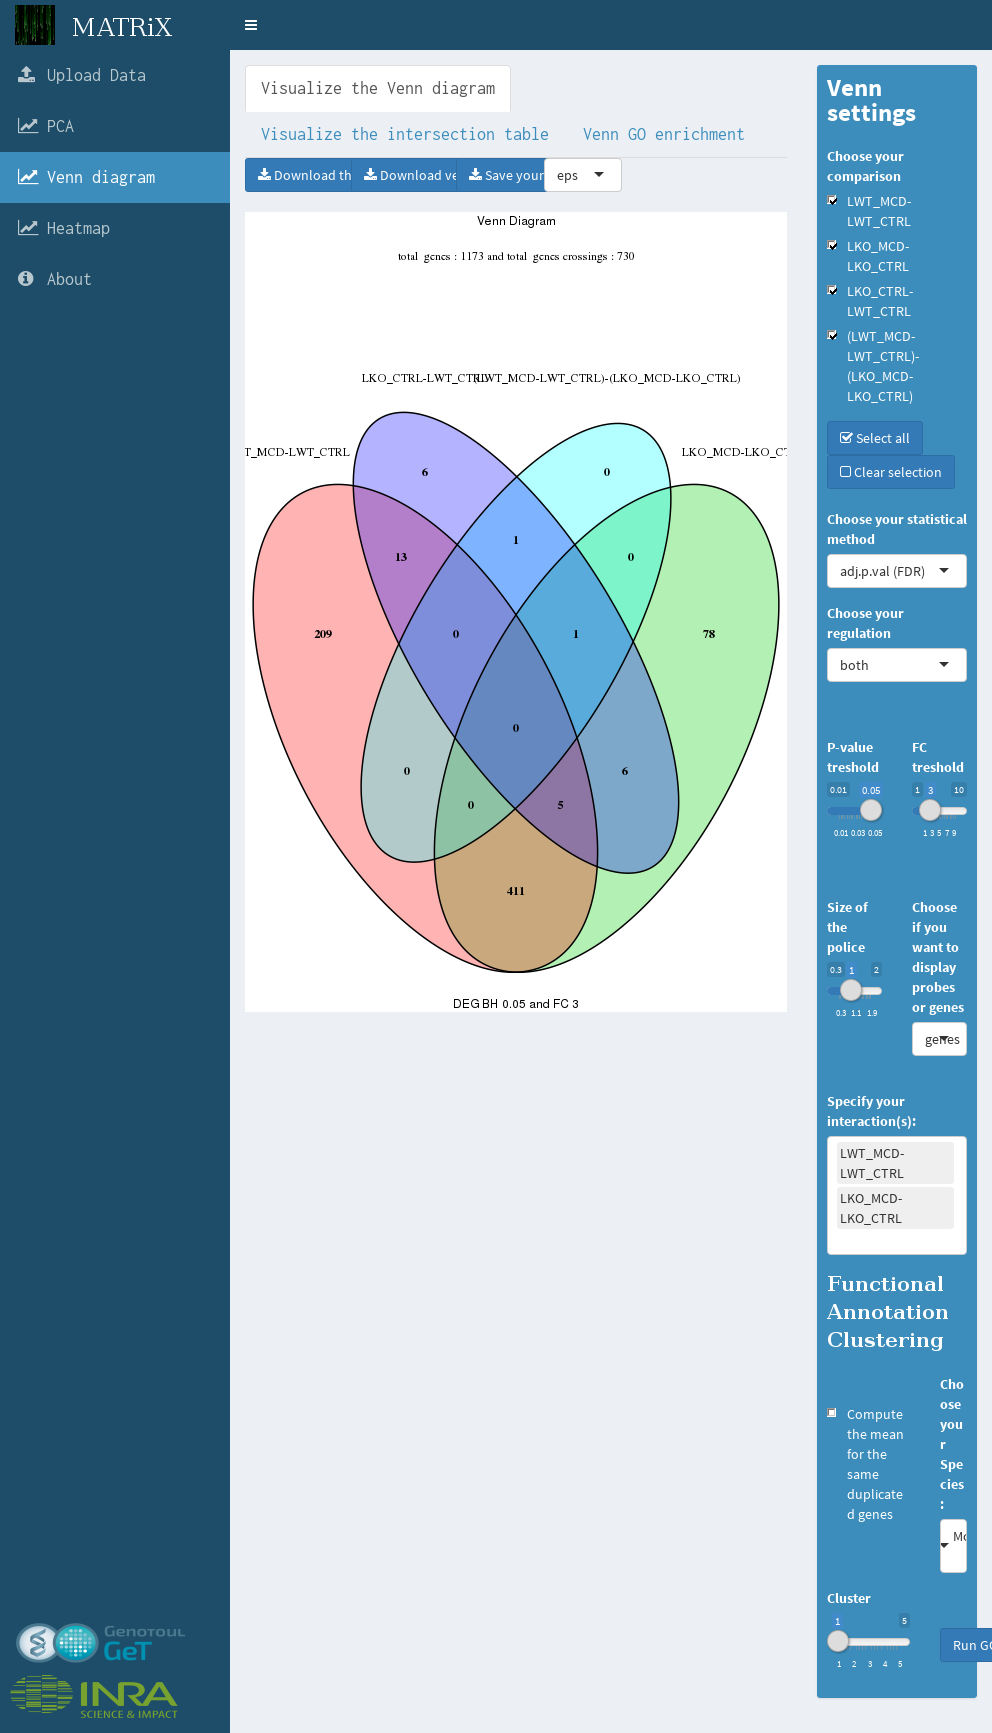 MATRiX
Upload Data
PCA
Venn diagram
Heatmap
About
Visualize the Venn diagram
Visualize the intersection table
Venn GO enrichment
Download th
Download ve
Save your
eps
Venn Diagram
total genes : 1173 and total genes crossings : 730
LKO_CTRL-LWT_CTRL
(LWT_MCD-LWT_CTRL)-(LKO_MCD-LKO_CTRL)
T_MCD-LWT_CTRL
LKO_MCD-LKO_CT
6
0
1
13
0
209
0
1
78
0
0
6
0
5
411
DEG BH 0.05 and FC 3
Venn
settings
Choose your
comparison
LWT_MCD-
LWT_CTRL
LKO_MCD-
LKO_CTRL
LKO_CTRL-
LWT_CTRL
(LWT_MCD-
LWT_CTRL)-
(LKO_MCD-
LKO_CTRL)
Select all
Clear selection
Choose your statistical
method
adj.p.val (FDR)
Choose your
regulation
both
P-value
treshold
0.01 0.05
0.01 0.03 0.05
FC
treshold
1 3 10
1 3 5 7 9
Size of
the
police
0.3 1 2
0.3 1.1 1.9
Choose
if you
want to
display
probes
or genes
genes
Specify your
interaction(s):
LWT_MCD-
LWT_CTRL
LKO_MCD-
LKO_CTRL
Functional
Annotation
Clustering
Compute
the mean
for the
same
duplicate
d genes
Cho
ose
you
r
Spe
cies
:
Mo
Cluster
1 5
1 2 3 4 5
Run GO
Genotoul
GeT
INRA
SCIENCE & IMPACT